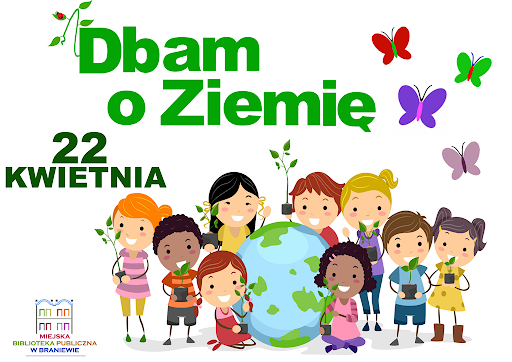 Dbam
o Ziemię
22
KWIETNIA
MIEJSKA
BIBLIOTEKA PUBLICZNA
W BRANIEWIE